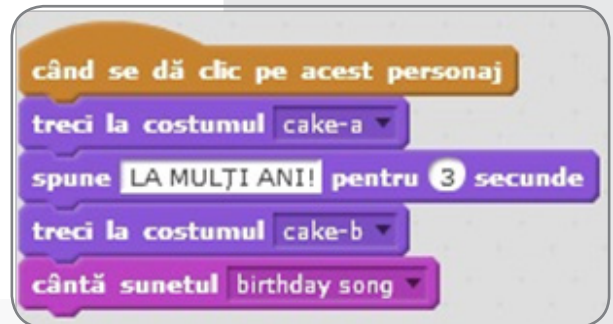 când se dă clic pe acest personaj
treci la costumul cake-a
spune LA MULȚI ANI! pentru 3 secunde
treci la costumul cake-b
cântă sunetul birthday song